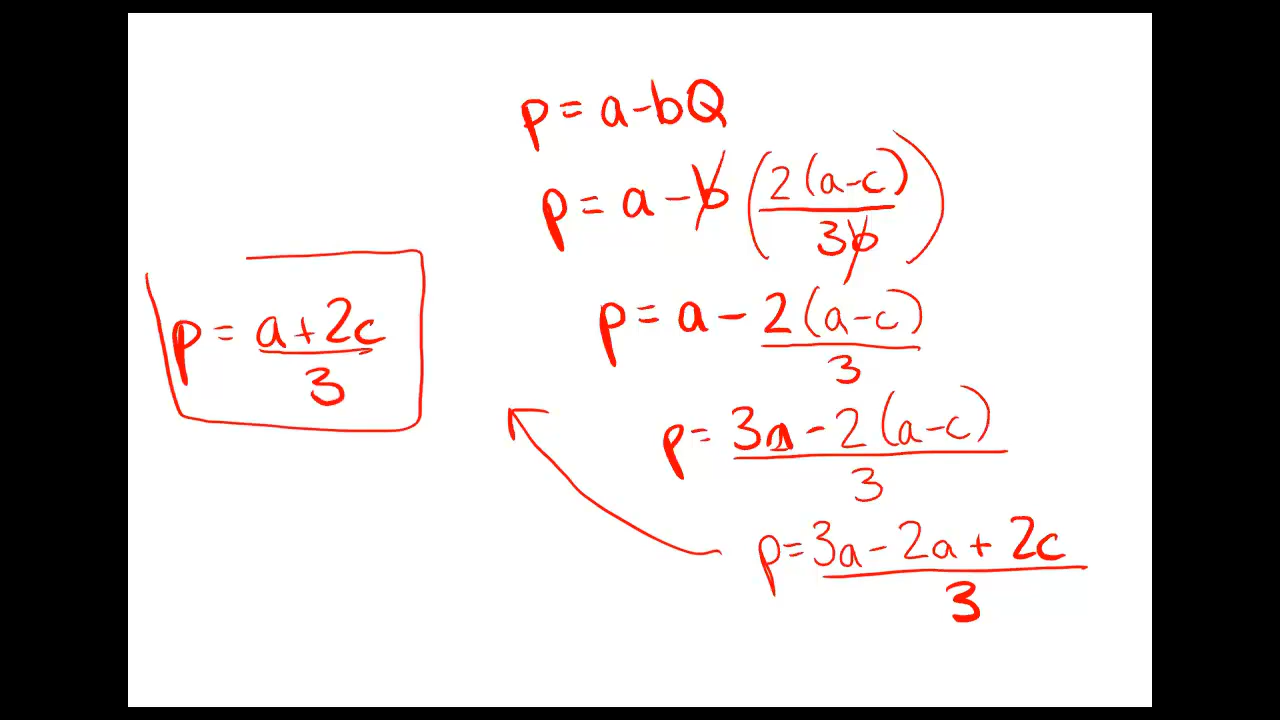 p = a - bQ
p = a - b (2(a-c)/3b)
p = a - 2(a-c)/3
p = 3a - 2(a-c)/3
p = 3a - 2a + 2c/3
p = a + 2c/3